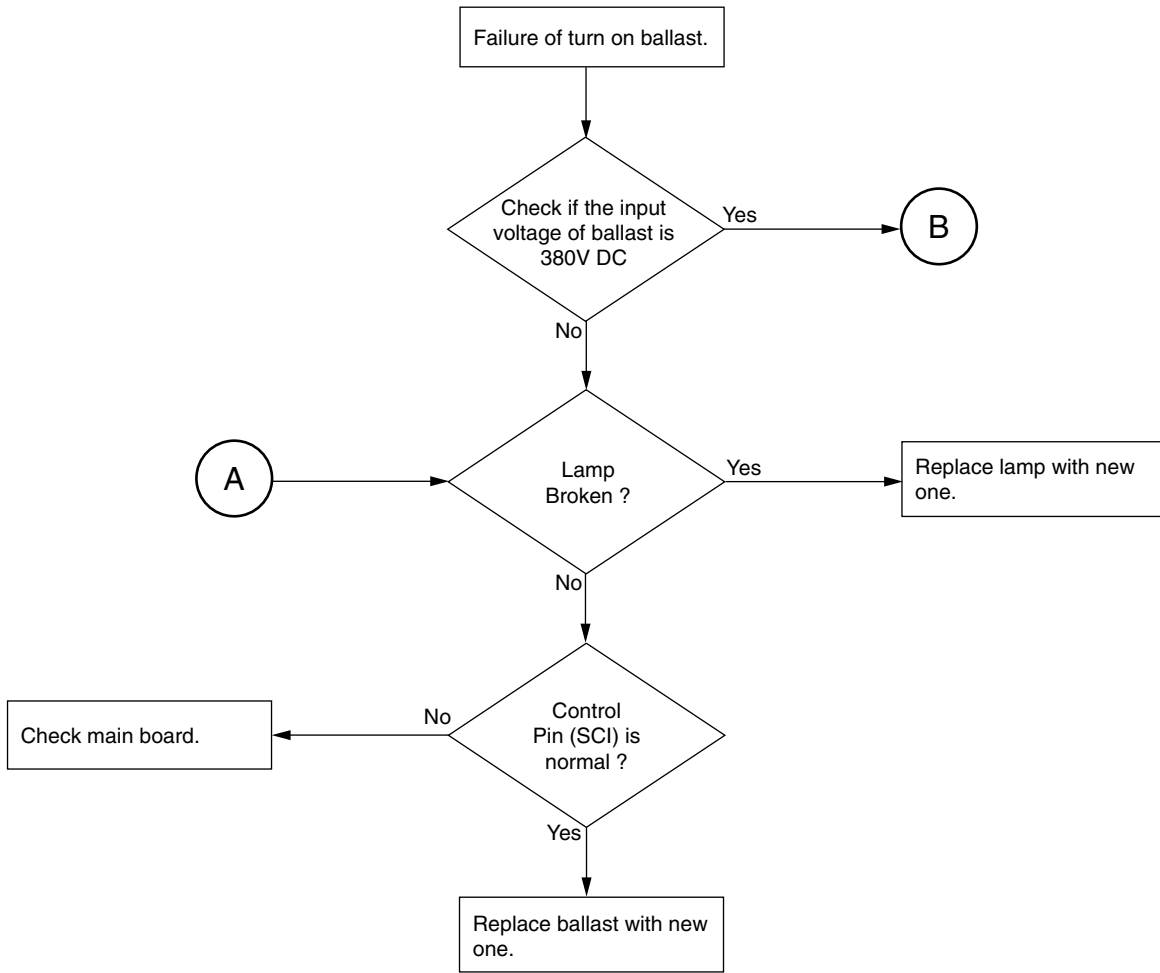 Failure of turn on ballast.
Check if the input
voltage of ballast is
380V DC
Yes
B
No
A
Lamp
Broken ?
Yes
Replace lamp with new
one.
No
Control
Pin (SCI) is
normal ?
No
Check main board.
Yes
Replace ballast with new
one.